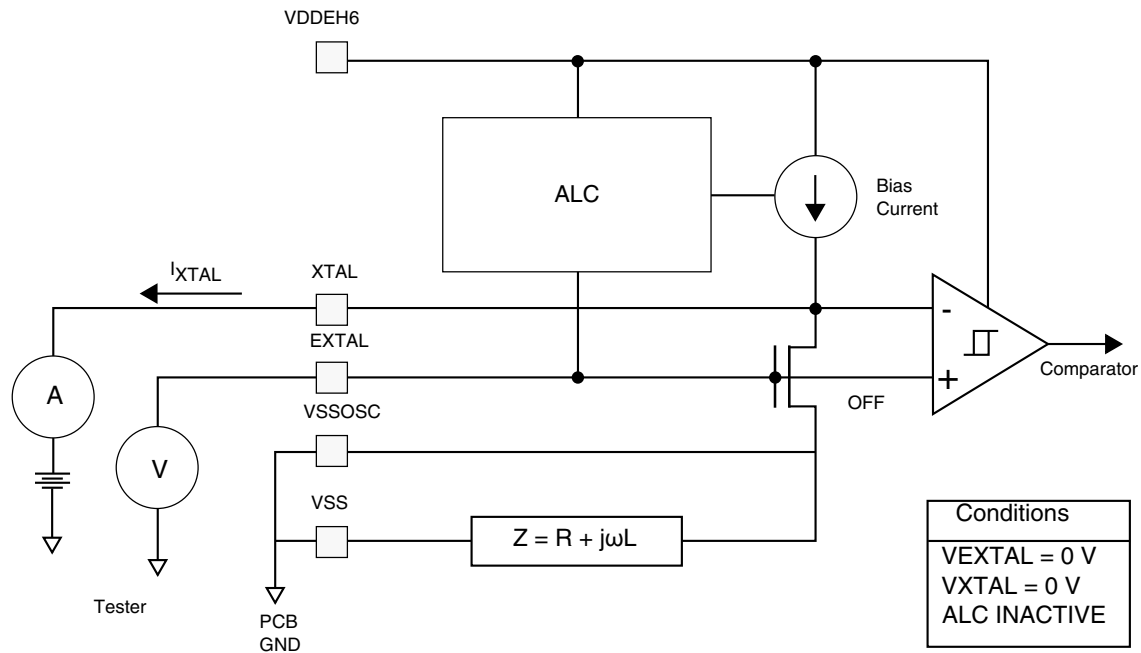 VDDEH6
ALC
Bias
Current
IXTAL
XTAL
-
EXTAL
Comparator
+
A
OFF
VSSOSC
V
VSS
Z = R + jωL
Conditions
VEXTAL = 0 V
VXTAL = 0 V
ALC INACTIVE
Tester
PCB
GND